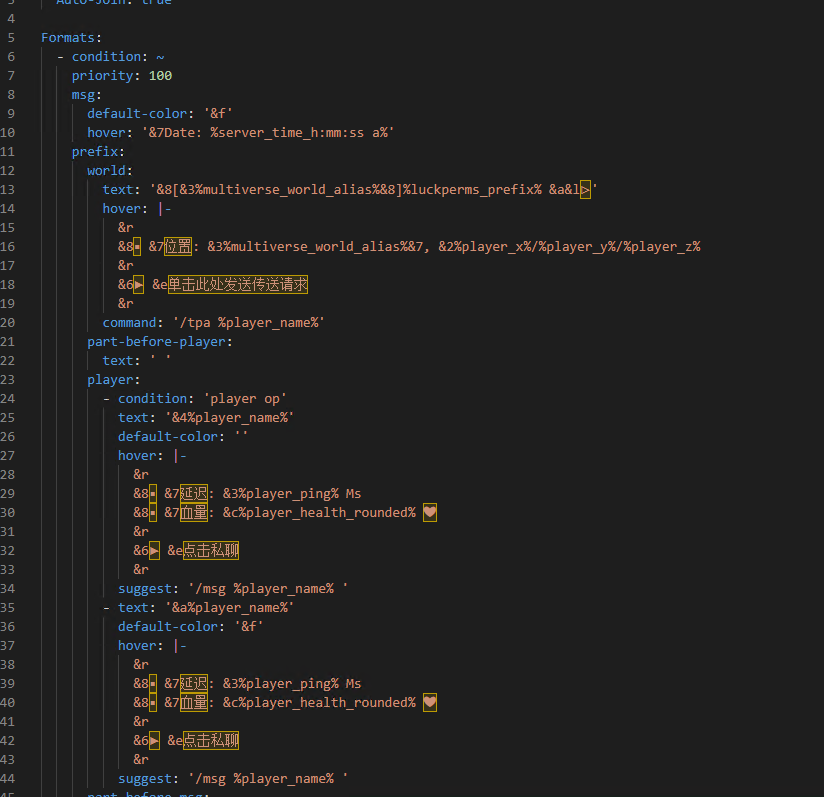 3 Auto-Join: true
4
5 Formats:
6 - condition: ~
7 priority: 100
8 msg:
9 default-color: '&f'
10 hover: '&7Date: %server_time_h:mm:ss a%'
11 prefix:
12 world:
13 text: '&8[&3%multiverse_world_alias%&8]%luckperms_prefix% &a&l▷'
14 hover: |-
15 &r
16 &8▪ &7位置: &3%multiverse_world_alias%&7, &2%player_x%/%player_y%/%player_z%
17 &r
18 &6▶ &e单击此处发送传送请求
19 &r
20 command: '/tpa %player_name%'
21 part-before-player:
22 text: ' '
23 player:
24 - condition: 'player op'
25 text: '&4%player_name%'
26 default-color: ''
27 hover: |-
28 &r
29 &8▪ &7延迟: &3%player_ping% Ms
30 &8▪ &7血量: &c%player_health_rounded% ❤
31 &r
32 &6▶ &e点击私聊
33 &r
34 suggest: '/msg %player_name% '
35 - text: '&a%player_name%'
36 default-color: '&f'
37 hover: |-
38 &r
39 &8▪ &7延迟: &3%player_ping% Ms
40 &8▪ &7血量: &c%player_health_rounded% ❤
41 &r
42 &6▶ &e点击私聊
43 &r
44 suggest: '/msg %player_name% '
45 part-before-msg: